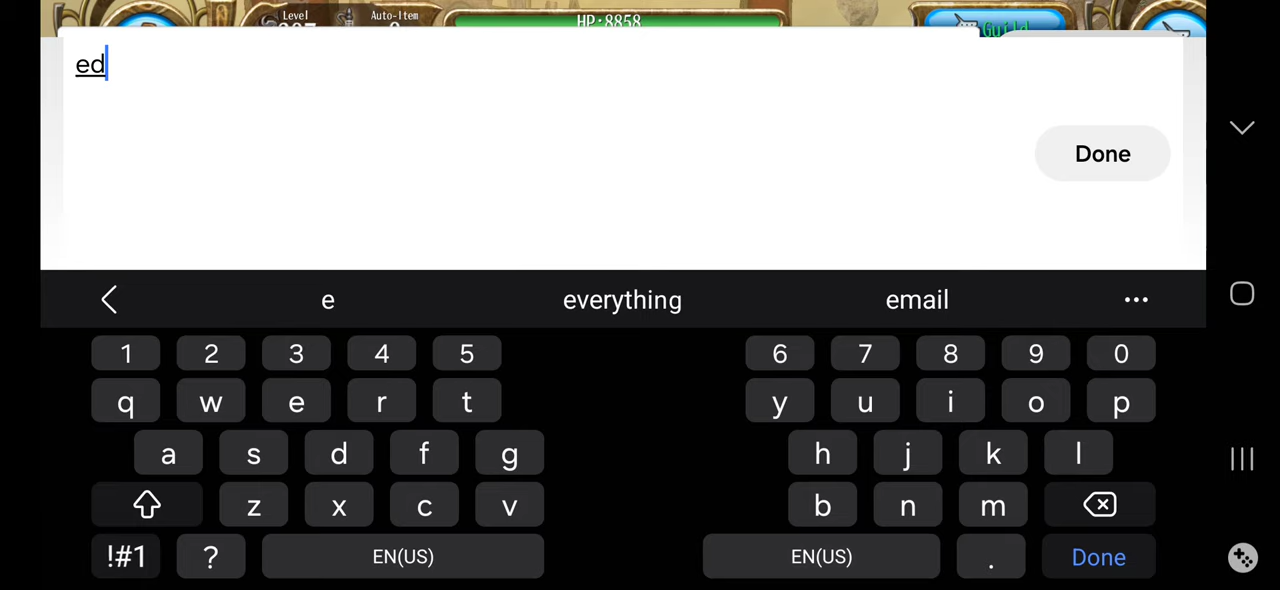 Level
Auto-Item
HP:8858
Guild
ed
Done
e
everything
email
1 2 3 4 5 6 7 8 9 0
q w e r t y u i o p
a s d f g h j k l
z x c v b n m
!#1 ? EN(US) EN(US) . Done